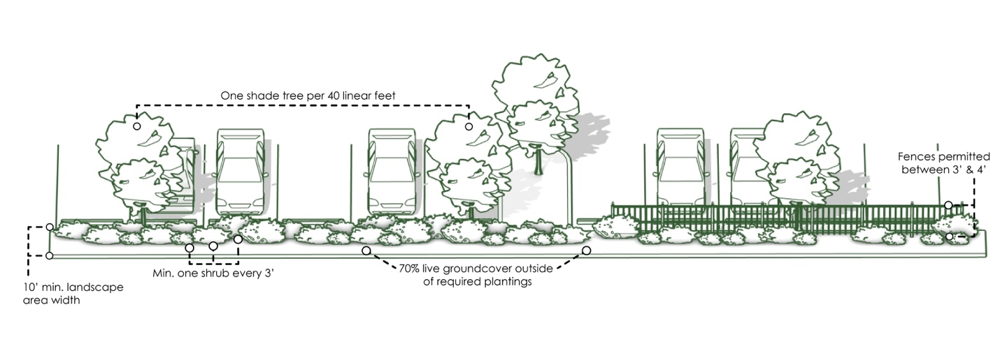 One shade tree per 40 linear feet
Fences permitted
between 3' & 4'
Min. one shrub every 3'
70% live groundcover outside
of required plantings
10' min. landscape
area width